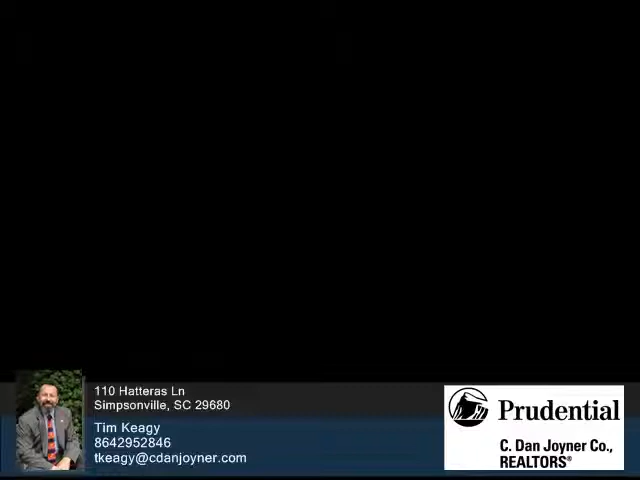 110 Hatteras Ln
Simpsonville, SC 29680
Tim Keagy
8642952846
tkeagy@cdanjoyner.com
Prudential
C. Dan Joyner Co.,
REALTORS®